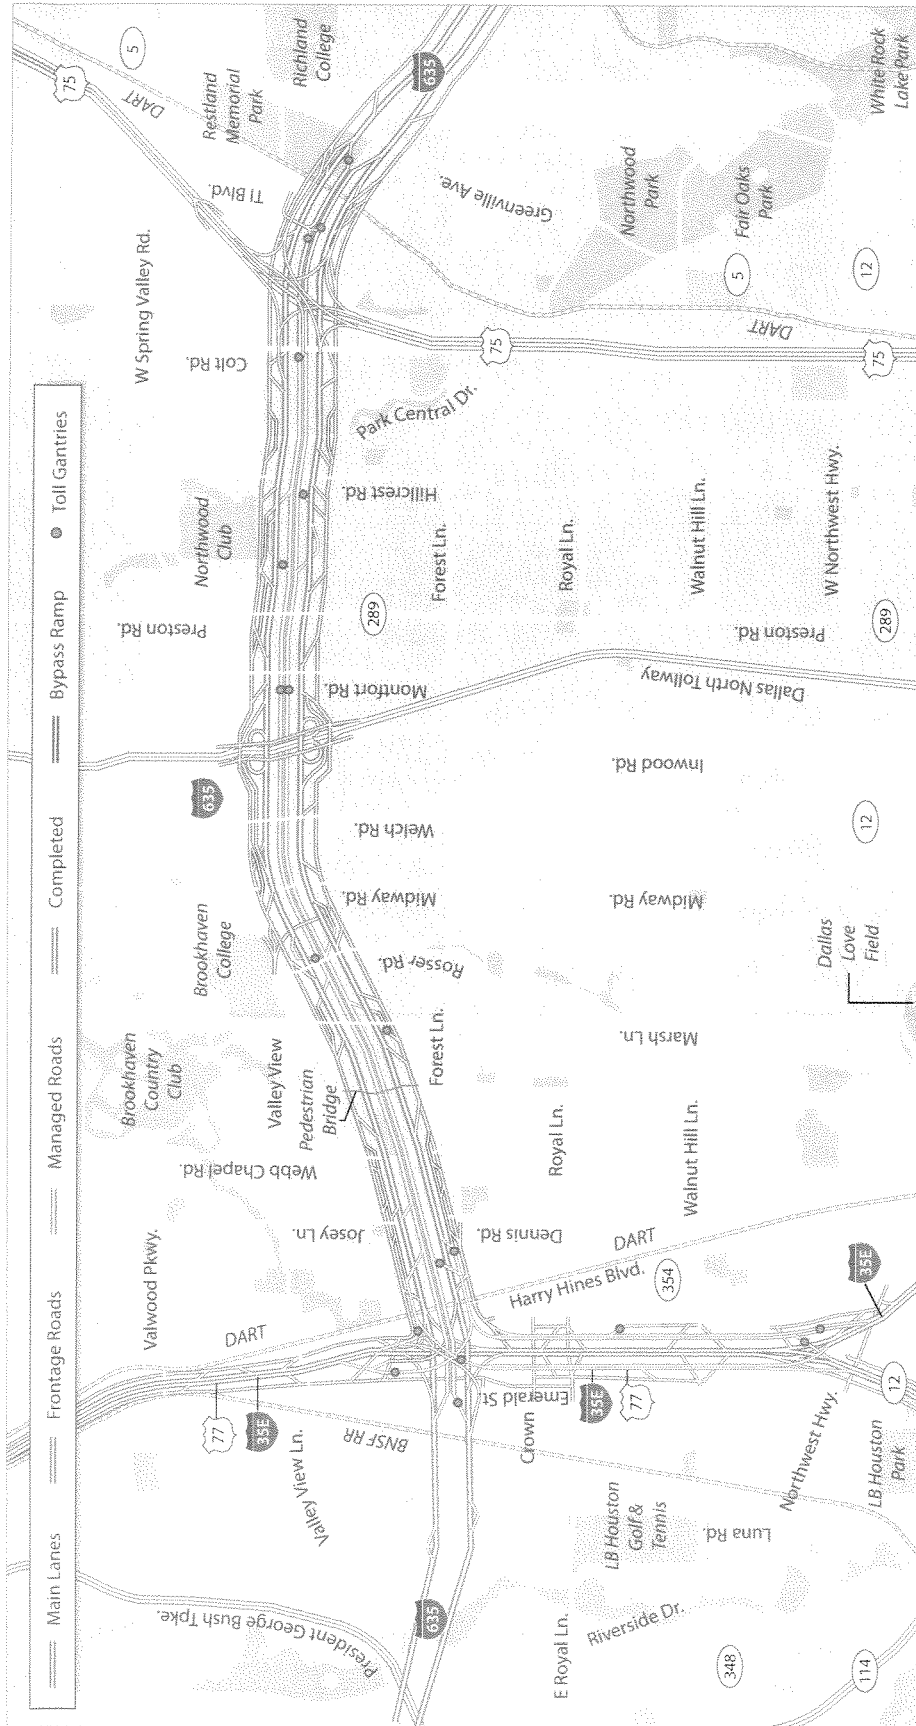 Main Lanes
Frontage Roads
Managed Roads
Completed
Bypass Ramp
Toll Gantries
President George Bush Tpke.
635
E Royal Ln.
Riverside Dr.
348
114
77
35E
Valley View Ln.
BNSF RR
DART
Valwood Pkwy.
Emerald St.
Crown
35E
77
LB Houston
Golf &
Tennis
Luna Rd.
Northwest Hwy.
LB Houston
Park
12
35E
Harry Hines Blvd.
354
DART
Dennis Rd.
Josey Ln.
Webb Chapel Rd.
Royal Ln.
Walnut Hill Ln.
Brookhaven
Country
Club
Valley View
Pedestrian
Bridge
Forest Ln.
Marsh Ln.
Brookhaven
College
Rosser Rd.
Dallas
Love
Field
Midway Rd.
Midway Rd.
Welch Rd.
12
635
Inwood Rd.
Montfort Rd.
Dallas North Tollway
Preston Rd.
289
Preston Rd.
289
Northwood
Club
Forest Ln.
Royal Ln.
Walnut Hill Ln.
W Northwest Hwy.
Hillcrest Rd.
Park Central Dr.
Coit Rd.
W Spring Valley Rd.
75
75
DART
5
12
TI Blvd.
Greenville Ave.
Northwood
Park
Fair Oaks
Park
Restland
Memorial
Park
DART
75
5
Richland
College
635
White Rock
Lake Park